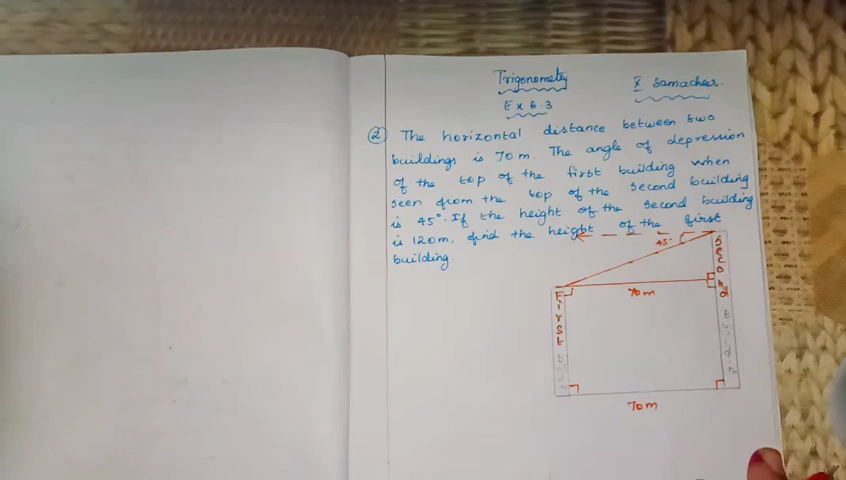 Trigonometry
X Samacheer.
Ex 6.3
② The horizontal distance between two
buildings is 70 m. The angle of depression
of the top of the first building when
seen from the top of the second building
is 45°. If the height of the second building
is 120m, find the height of the first
building.
45°
SECOND
70 m
FIRST
70 m